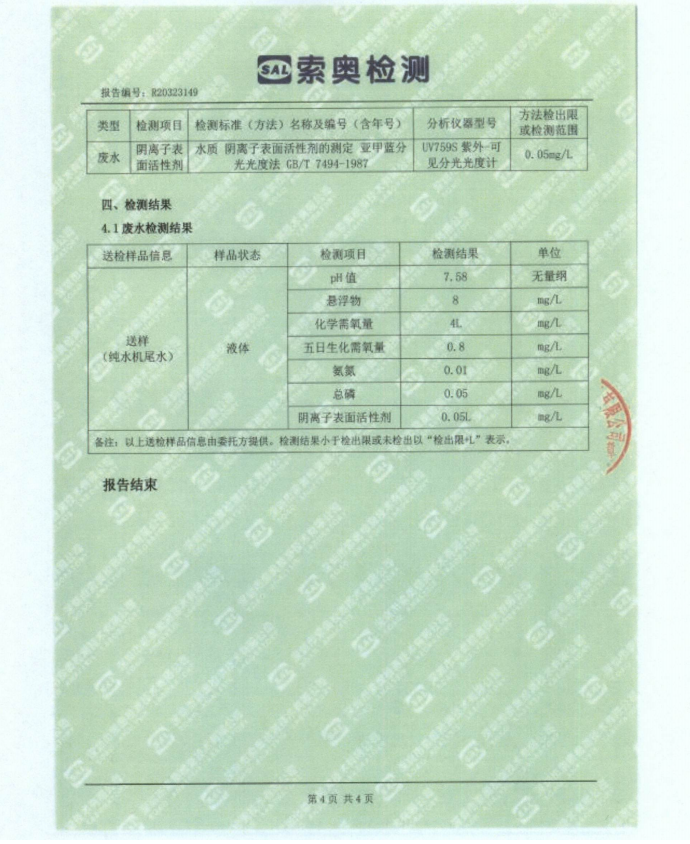 SAL 索奥检测
报告编号：R20323149
类型 检测项目 检测标准（方法）名称及编号（含年号） 分析仪器型号 方法检出限或检测范围
废水 阴离子表面活性剂 水质 阴离子表面活性剂的测定 亚甲蓝分光光度法 GB/T 7494-1987 UV759S 紫外-可见分光光度计 0.05mg/L
四、检测结果
4.1 废水检测结果
送检样品信息 样品状态 检测项目 检测结果 单位
送样（纯水机尾水） 液体 pH 值 7.58 无量纲
悬浮物 8 mg/L
化学需氧量 4L mg/L
五日生化需氧量 0.8 mg/L
氨氮 0.01 mg/L
总磷 0.05 mg/L
阴离子表面活性剂 0.05L mg/L
备注：以上送检样品信息由委托方提供。检测结果小于检出限或未检出以“检出限+L”表示。
报告结束
有限公司
第 4 页 共 4 页